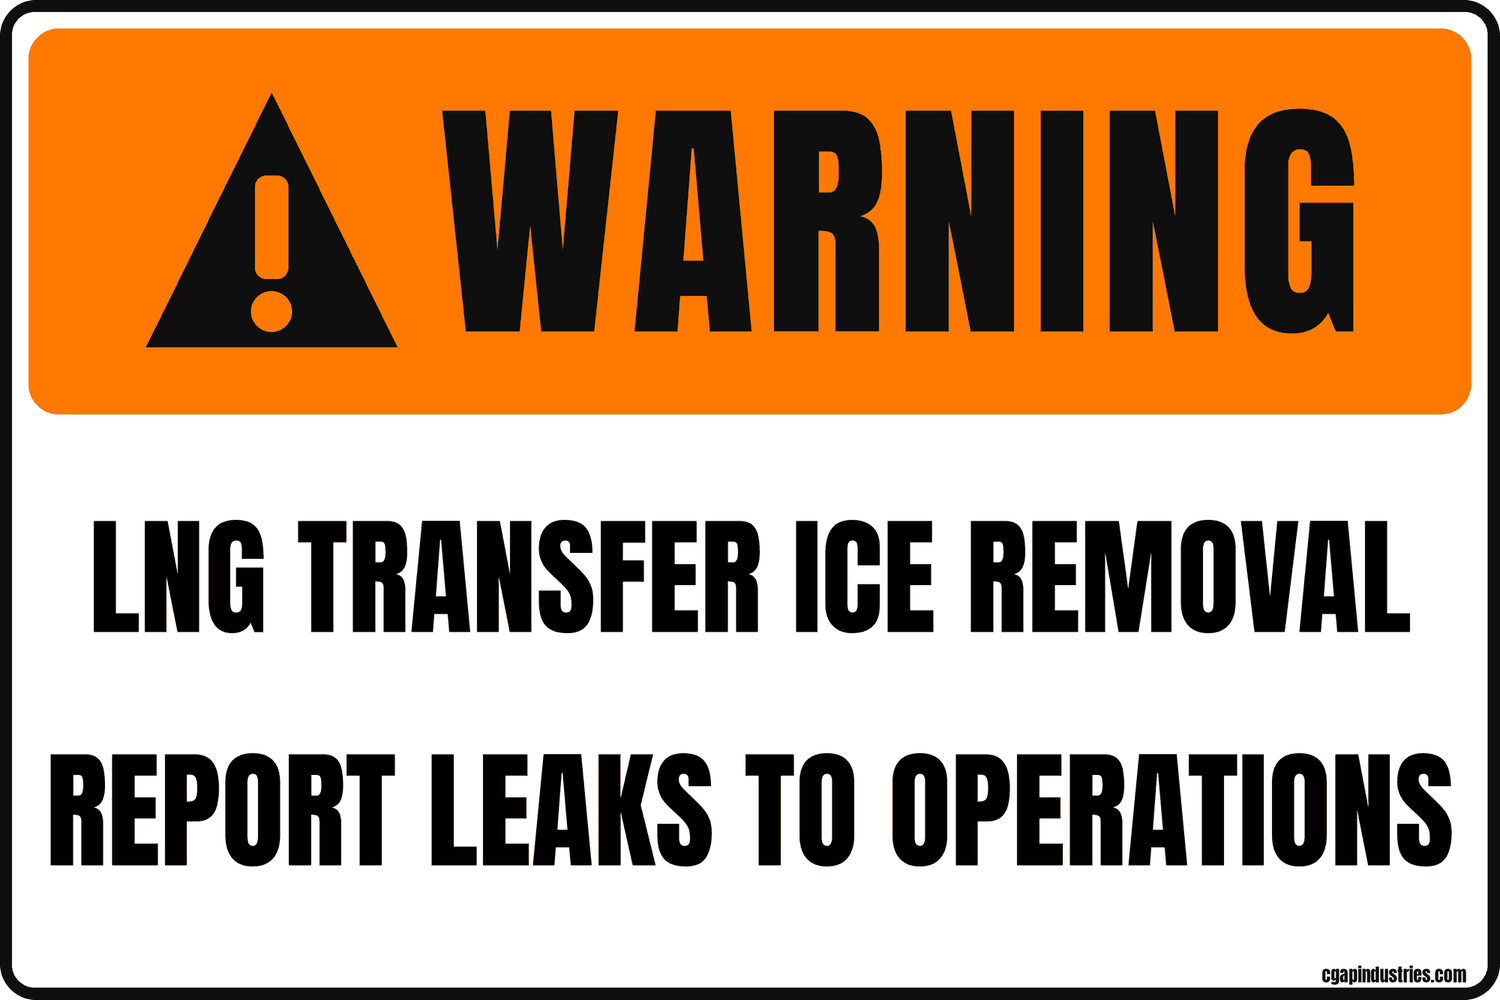 WARNING
LNG TRANSFER ICE REMOVAL
REPORT LEAKS TO OPERATIONS
cgapindustries.com